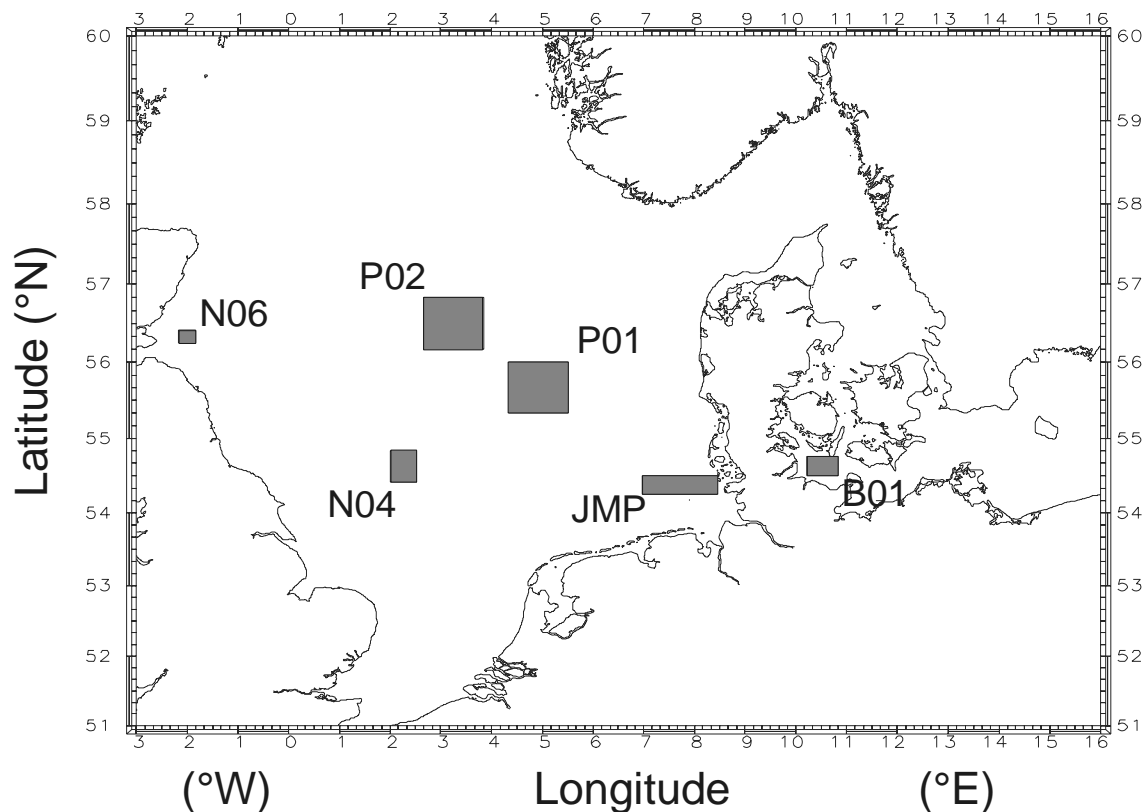 3 2 1 0 1 2 3 4 5 6 7 8 9 10 11 12 13 14 15 16
60 60
59 59
58 58
57 57
P02
N06
P01
56 56
55 55
N04
JMP
B01
54 54
53 53
52 52
51 51
Latitude (°N)
3 2 1 0 1 2 3 4 5 6 7 8 9 10 11 12 13 14 15 16
(°W) Longitude (°E)